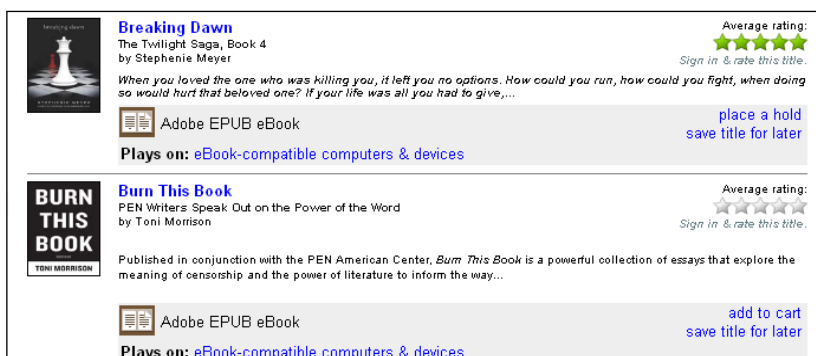 breaking dawn
STEPHENIE MEYER
Breaking Dawn
The Twilight Saga, Book 4
by Stephenie Meyer
Average rating:
Sign in & rate this title.
When you loved the one who was killing you, it left you no options. How could you run, how could you fight, when doing
so would hurt that beloved one? If your life was all you had to give,...
Adobe EPUB eBook
place a hold
save title for later
Plays on: eBook-compatible computers & devices
BURN
THIS
BOOK
TONI MORRISON
Burn This Book
PEN Writers Speak Out on the Power of the Word
by Toni Morrison
Average rating:
Sign in & rate this title.
Published in conjunction with the PEN American Center, Burn This Book is a powerful collection of essays that explore the
meaning of censorship and the power of literature to inform the way...
Adobe EPUB eBook
add to cart
save title for later
Plays on: eBook-compatible computers & devices